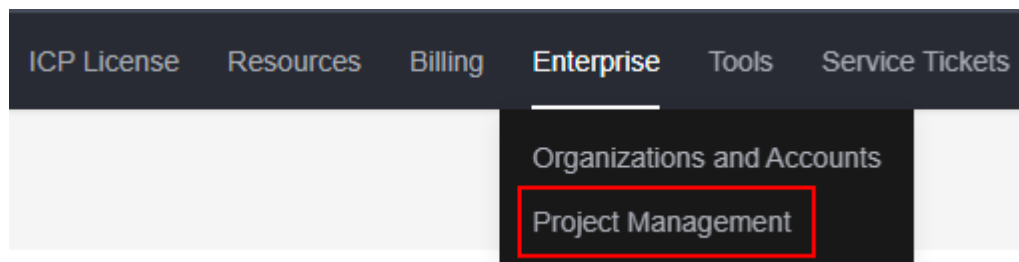 ICP License Resources Billing Enterprise Tools Service Tickets
Organizations and Accounts
Project Management